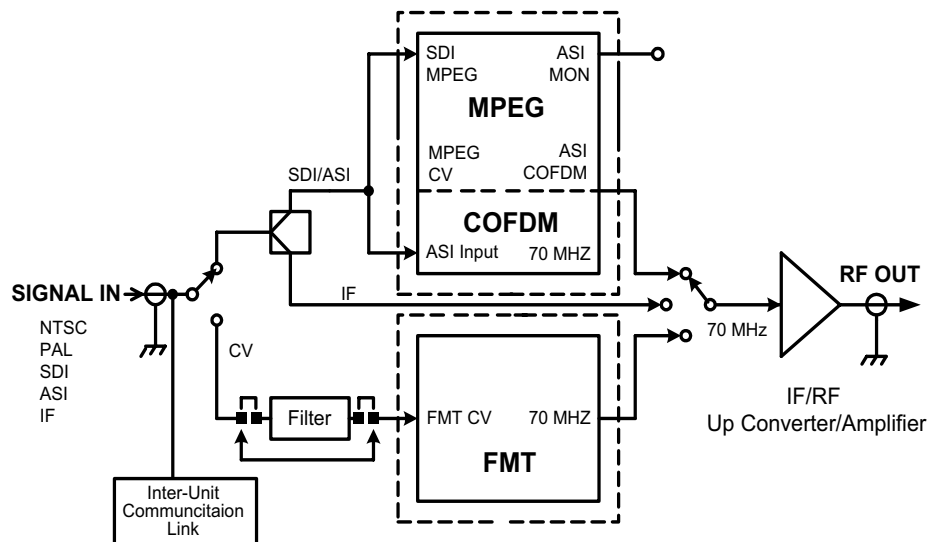 SDI
MPEG
ASI
MON
MPEG
MPEG
CV
ASI
COFDM
SDI/ASI
COFDM
ASI Input
70 MHZ
SIGNAL IN
NTSC
PAL
SDI
ASI
IF
IF
RF OUT
70 MHz
CV
Filter
FMT CV
70 MHZ
FMT
IF/RF
Up Converter/Amplifier
Inter-Unit
Communcitaion
Link